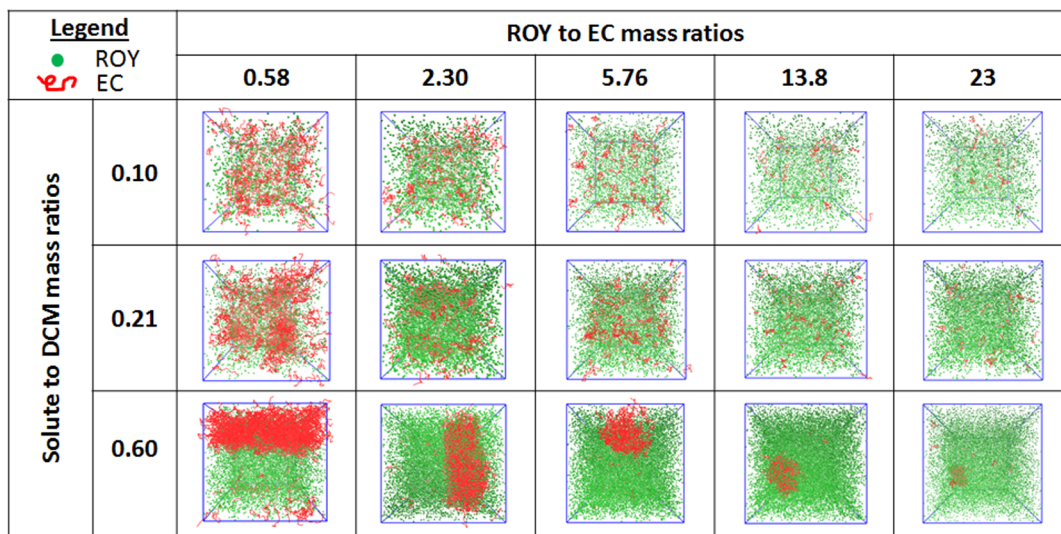 Legend
ROY
EC
ROY to EC mass ratios
0.58 2.30 5.76 13.8 23
Solute to DCM mass ratios
0.10
0.21
0.60